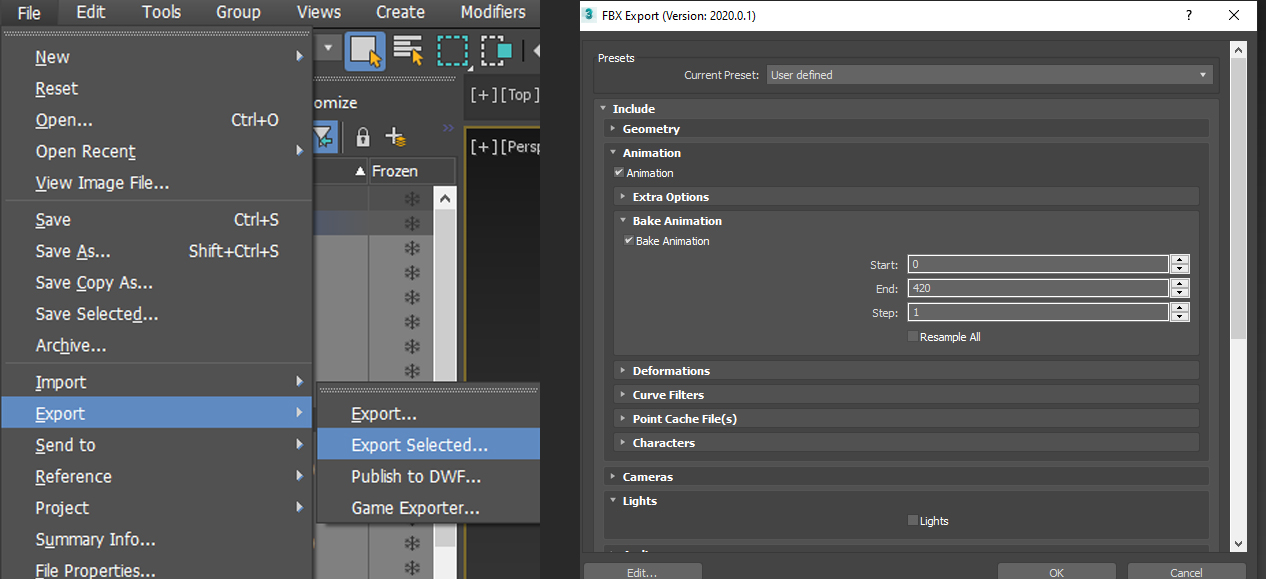 File Edit Tools Group Views Create Modifiers
New
Reset
Open... Ctrl+O
Open Recent
View Image File...
Save Ctrl+S
Save As... Shift+Ctrl+S
Save Copy As...
Save Selected...
Archive...
Import
Export
Send to
Reference
Project
Summary Info...
File Properties...
Export...
Export Selected...
Publish to DWF...
Game Exporter...
omize
Frozen
[+][Top]
[+][Persp
3 FBX Export (Version: 2020.0.1) ?
Presets
Current Preset: User defined
Include
Geometry
Animation
Animation
Extra Options
Bake Animation
Bake Animation
Start: 0
End: 420
Step: 1
Resample All
Deformations
Curve Filters
Point Cache File(s)
Characters
Cameras
Lights
Lights
Edit... OK Cancel